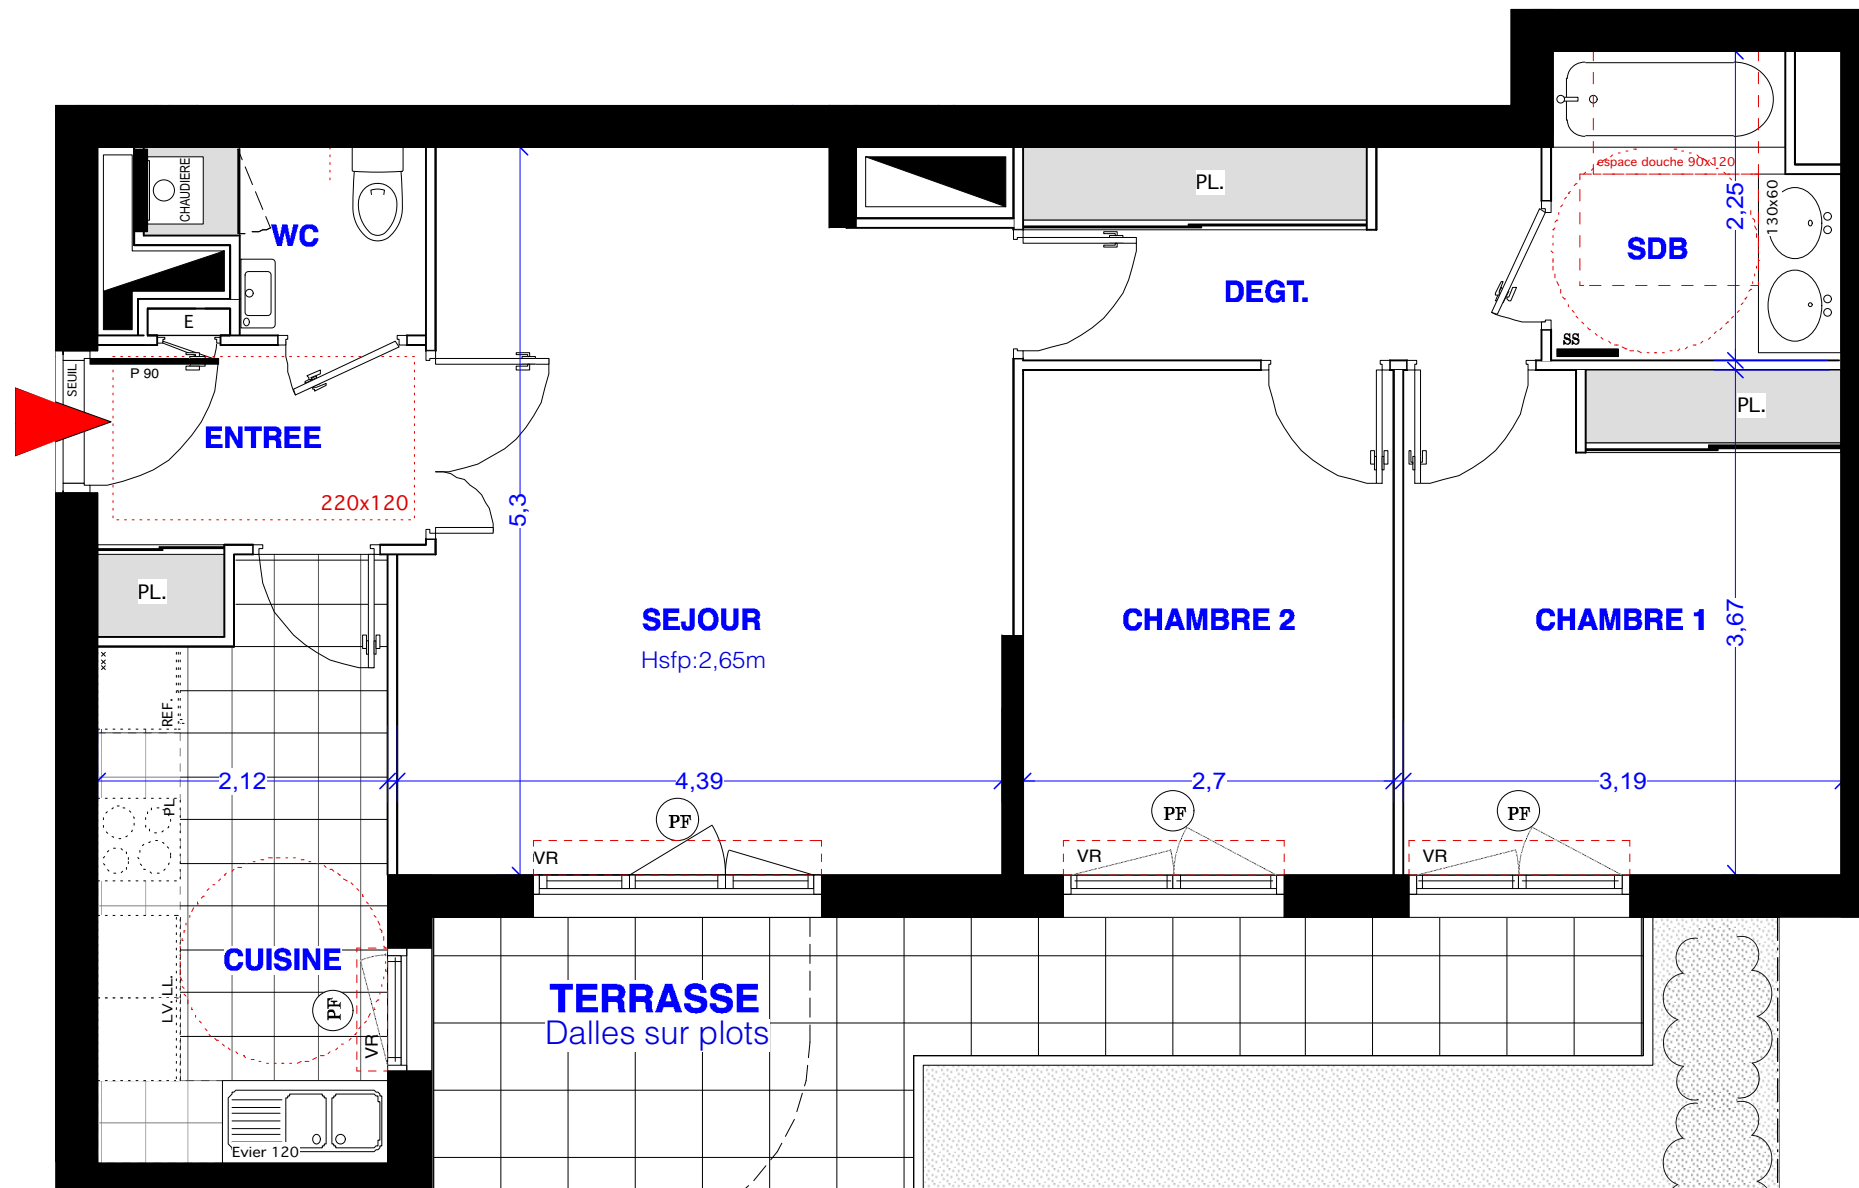 CHAUDIERE
WC
E
PL.
espace douche 90x120
2,25
130x60
SDB
DEGT.
SS
SEUIL
P 90
ENTREE
220x120
5,3
PL.
PL.
SEJOUR
Hsfp:2,65m
CHAMBRE 2
CHAMBRE 1
3,67
xxx
REF.
2,12
4,39
2,7
3,19
PL
PF
PF
PF
VR
VR
VR
CUISINE
LV. LL.
PF
VR
TERRASSE
Dalles sur plots
Evier 120